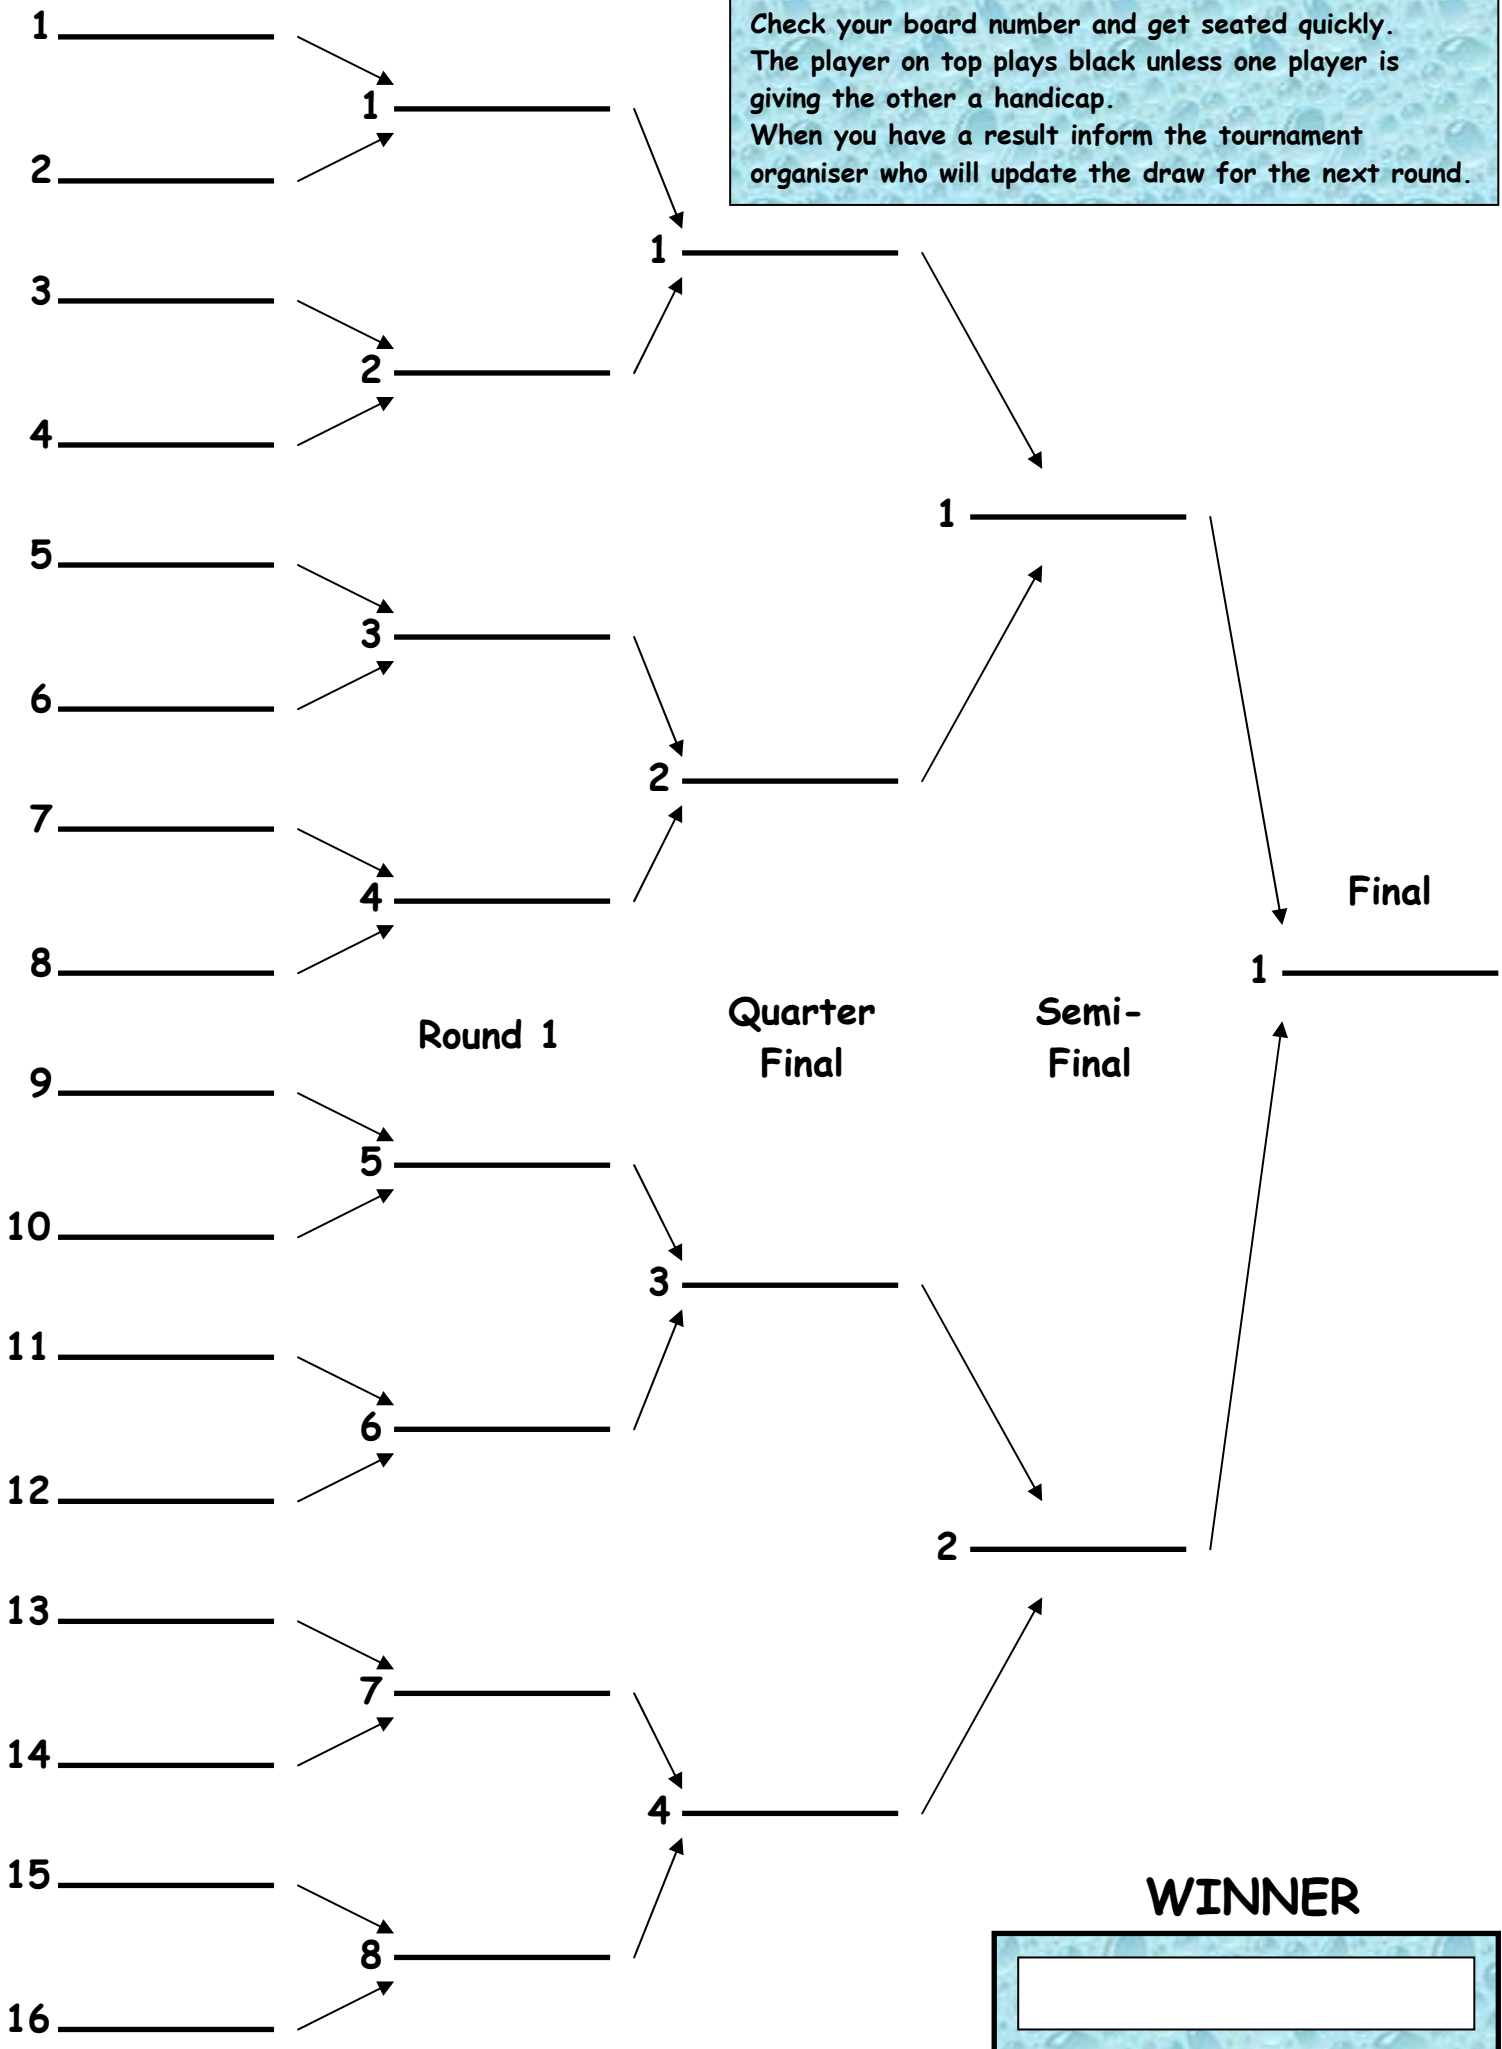 Check your board number and get seated quickly.
The player on top plays black unless one player is
giving the other a handicap.
When you have a result inform the tournament
organiser who will update the draw for the next round.
1
2
3
4
5
6
7
8
9
10
11
12
13
14
15
16
1
2
3
4
Round 1
5
6
7
8
1
2
Quarter
Final
3
4
1
Semi-
Final
2
Final
1
WINNER